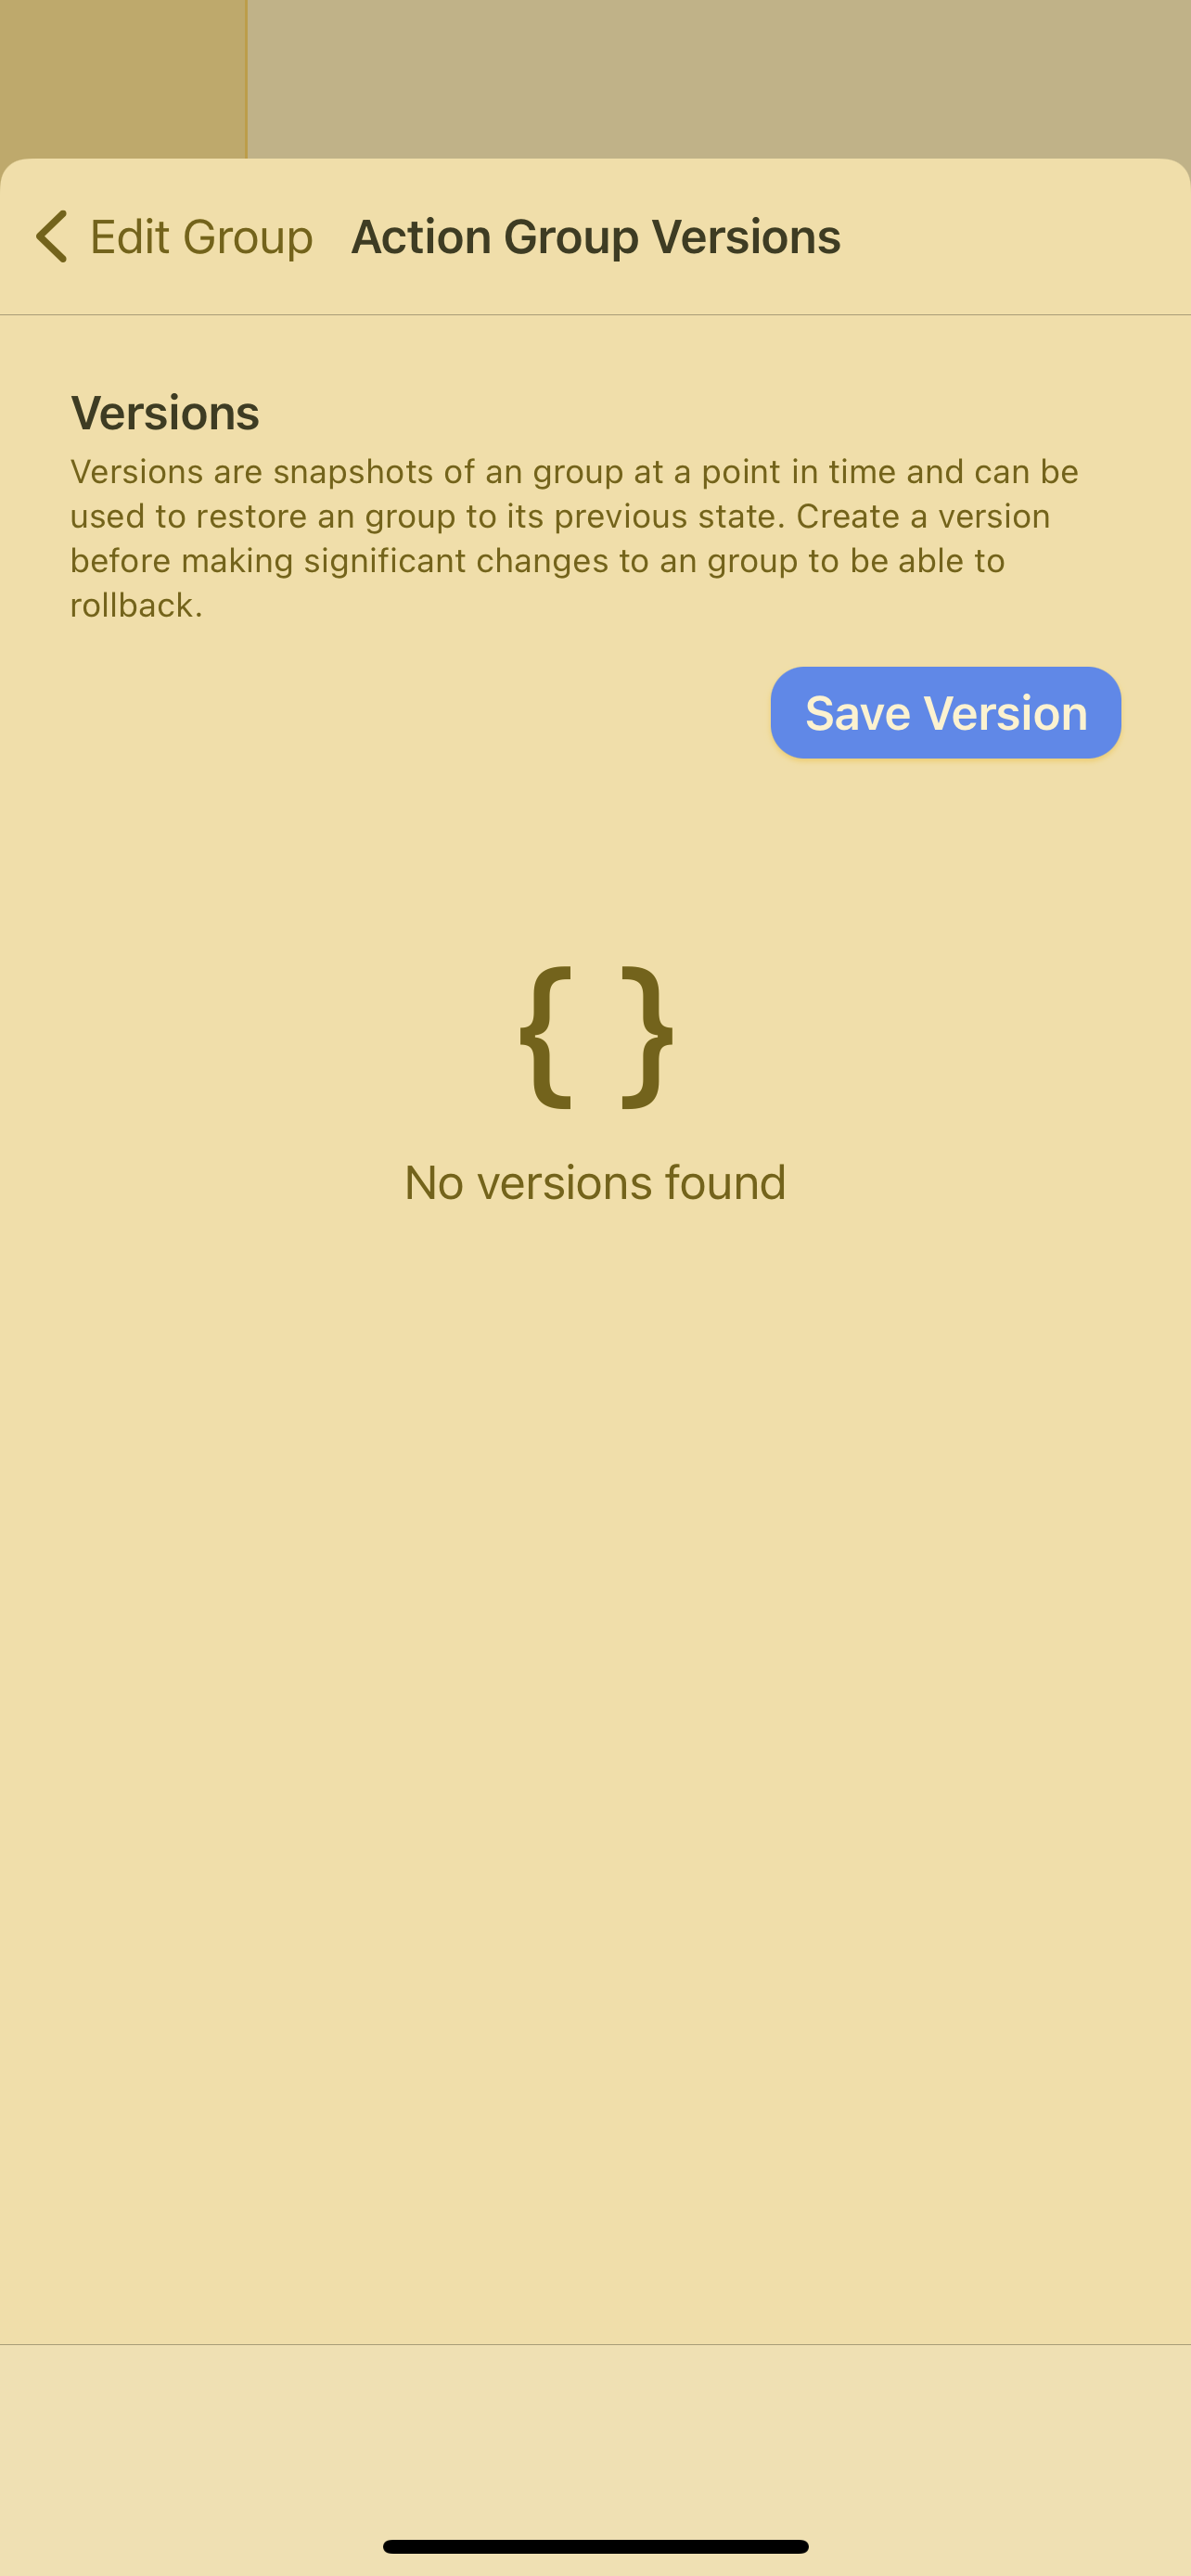 Edit Group Action Group Versions
Versions
Versions are snapshots of an group at a point in time and can be
used to restore an group to its previous state. Create a version
before making significant changes to an group to be able to
rollback.
Save Version
{ }
No versions found